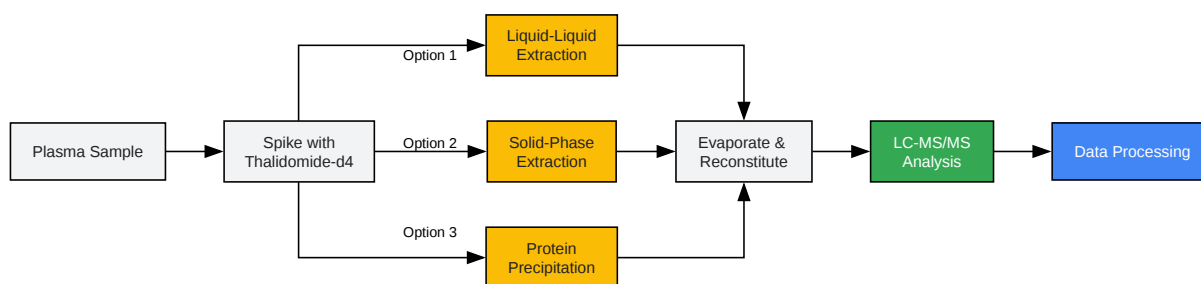 Plasma Sample
Spike with
Thalidomide-d4
Option 1
Liquid-Liquid
Extraction
Option 2
Solid-Phase
Extraction
Option 3
Protein
Precipitation
Evaporate &
Reconstitute
LC-MS/MS
Analysis
Data Processing